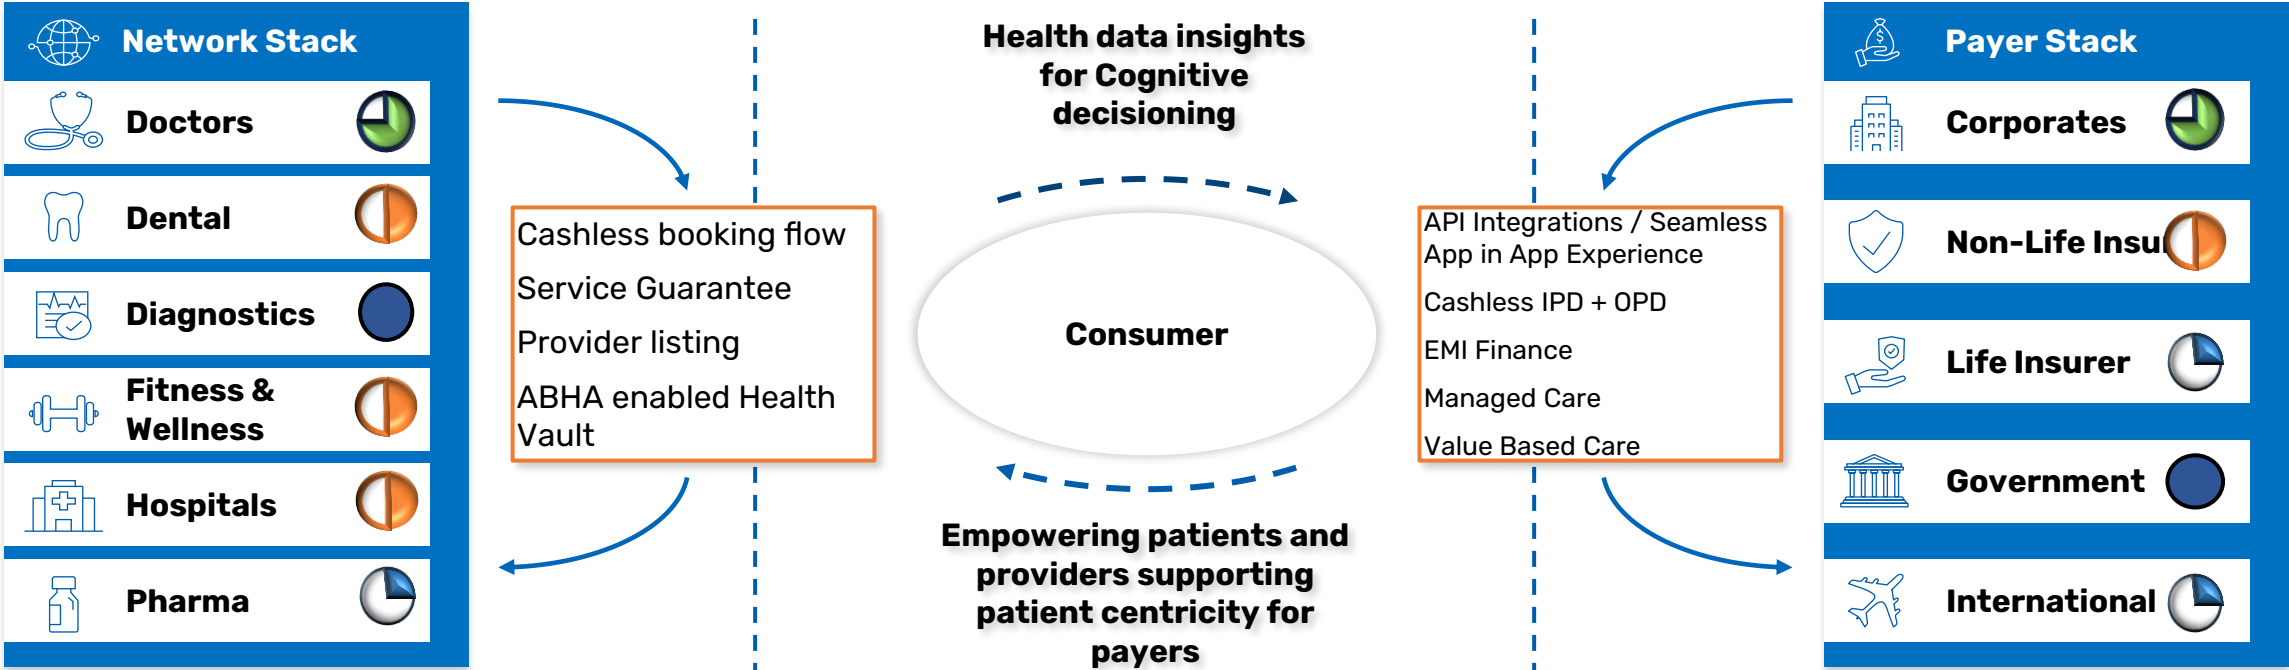 Network Stack
Doctors
Dental
Diagnostics
Fitness &
Wellness
Hospitals
Pharma
Cashless booking flow
Service Guarantee
Provider listing
ABHA enabled Health
Vault
Health data insights
for Cognitive
decisioning
Consumer
Empowering patients and
providers supporting
patient centricity for
payers
API Integrations / Seamless
App in App Experience
Cashless IPD + OPD
EMI Finance
Managed Care
Value Based Care
Payer Stack
$
Corporates
Non-Life
Life Insurer
Government
International